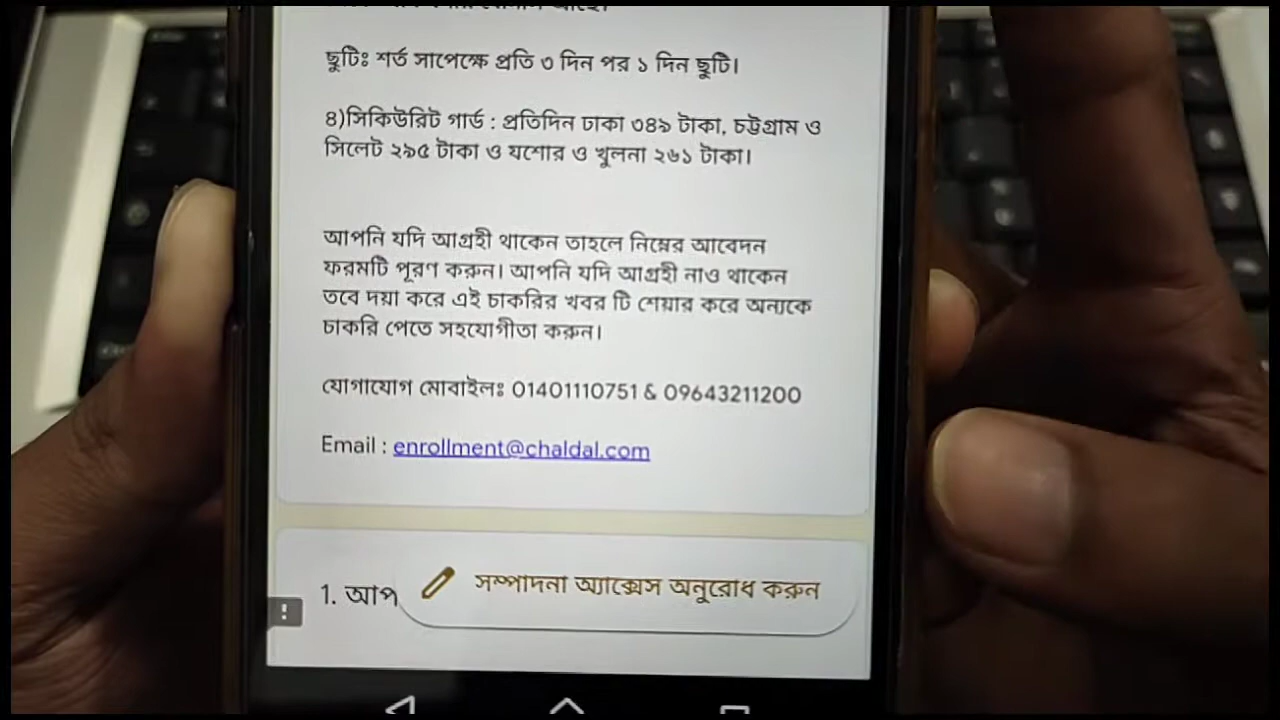 ছুটিঃ শর্ত সাপেক্ষে প্রতি ৩ দিন পর ১ দিন ছুটি।
৪)সিকিউরিট গার্ড : প্রতিদিন ঢাকা ৩৪৯ টাকা, চট্টগ্রাম ও
সিলেট ২৯৫ টাকা ও যশোর ও খুলনা ২৬১ টাকা।
আপনি যদি আগ্রহী থাকেন তাহলে নিম্নের আবেদন
ফরমটি পূরণ করুন। আপনি যদি আগ্রহী নাও থাকেন
তবে দয়া করে এই চাকরির খবর টি শেয়ার করে অন্যকে
চাকরি পেতে সহযোগীতা করুন।
যোগাযোগ মোবাইলঃ 01401110751 & 09643211200
Email : enrollment@chaldal.com
1. আপ
সম্পাদনা অ্যাক্সেস অনুরোধ করুন